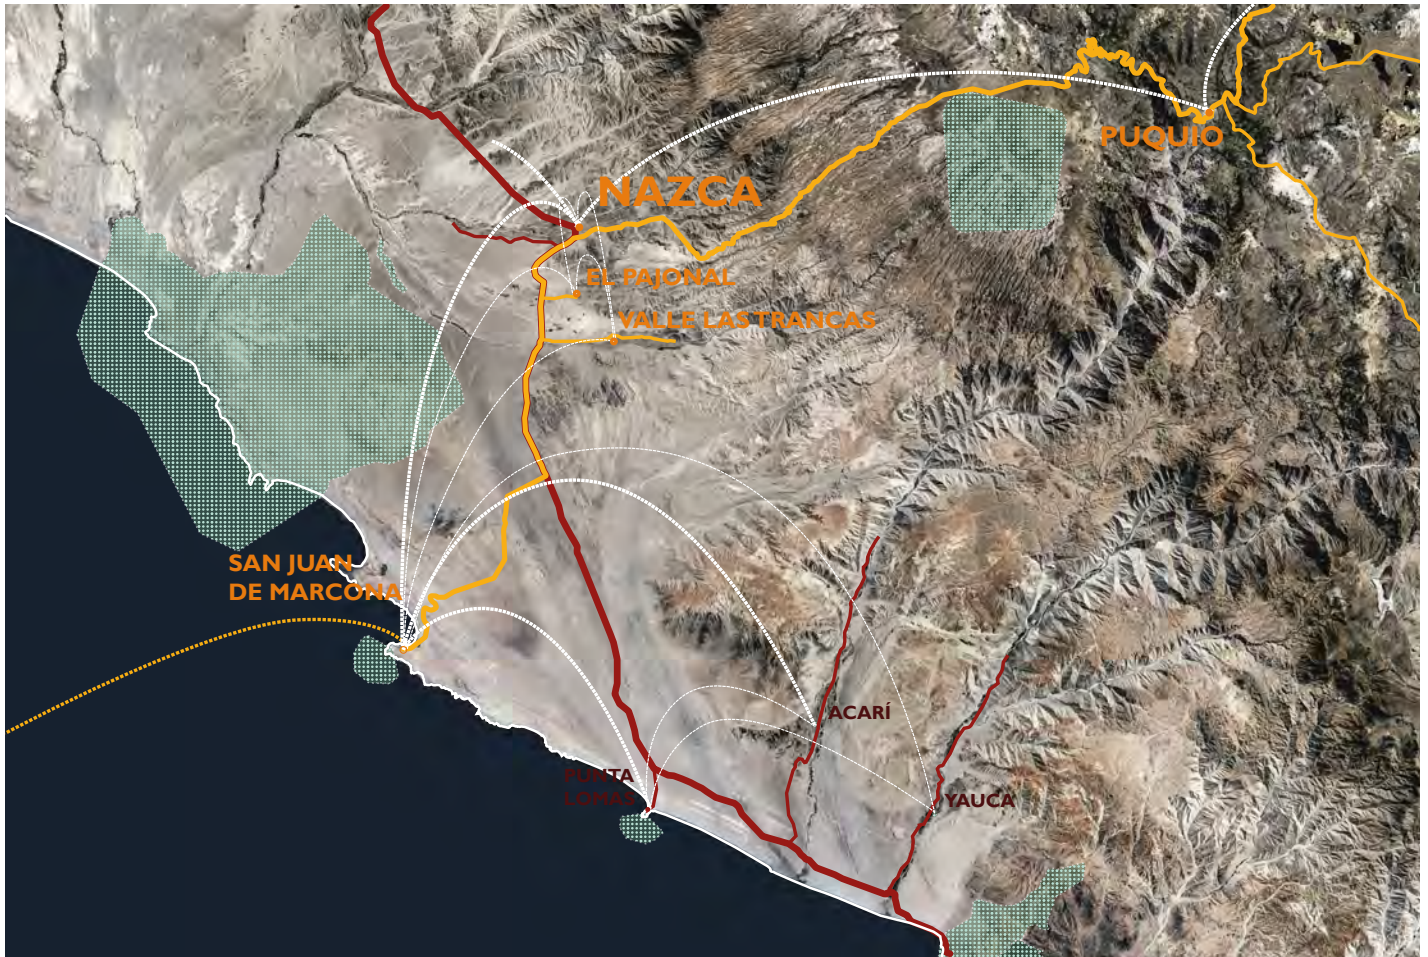 PUQUIO
NAZCA
EL PAJONAL
VALLE LAS TRANCAS
SAN JUAN
DE MARCONA
ACARÍ
PUNTA
LOMAS
YAUCA